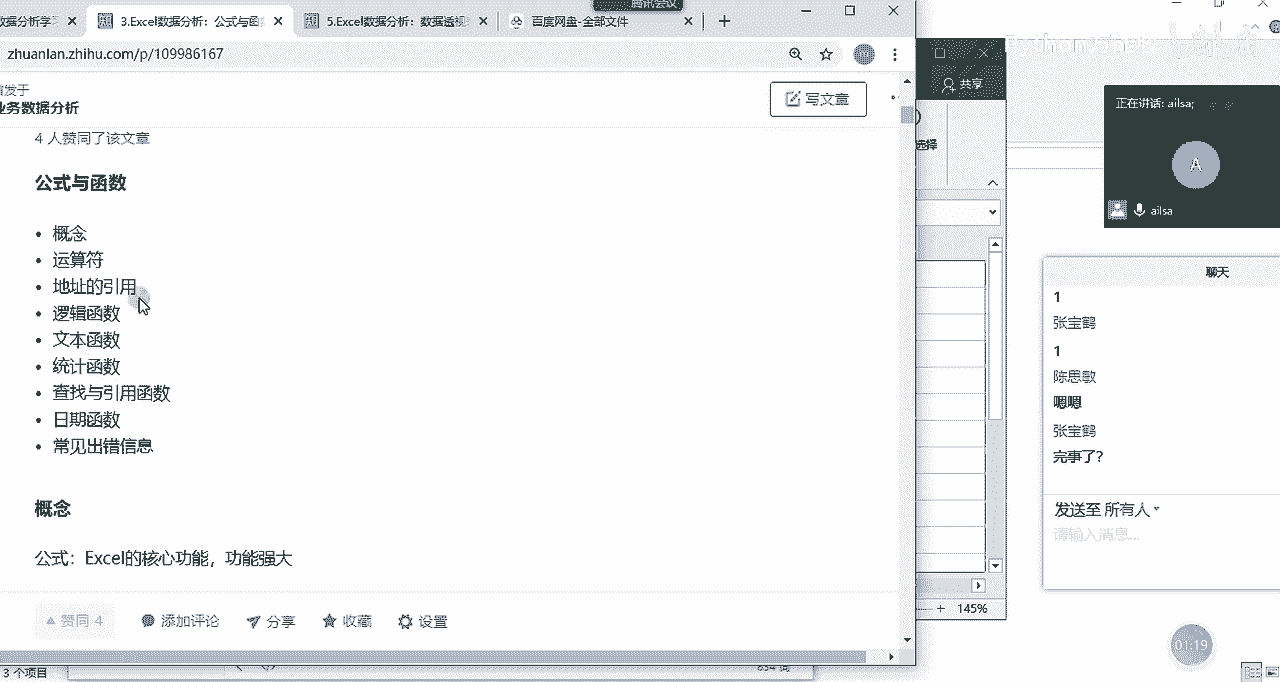 腾讯会议
数据分析学习
3.Excel数据分析：公式与函
5.Excel数据分析：数据透视
百度网盘-全部文件
zhuanlan.zhihu.com/p/109986167
发于
业务数据分析
写文章
共享
选择
正在讲话: ailsa;
A
ailsa
4 人赞同了该文章
公式与函数
• 概念
• 运算符
• 地址的引用
• 逻辑函数
• 文本函数
• 统计函数
• 查找与引用函数
• 日期函数
• 常见出错信息
概念
公式：Excel的核心功能，功能强大
赞同 4
添加评论
分享
收藏
设置
聊天
1
张宝鹤
1
陈思敏
嗯嗯
张宝鹤
完事了?
发送至 所有人
请输入消息...
145%
01:19
3 个项目